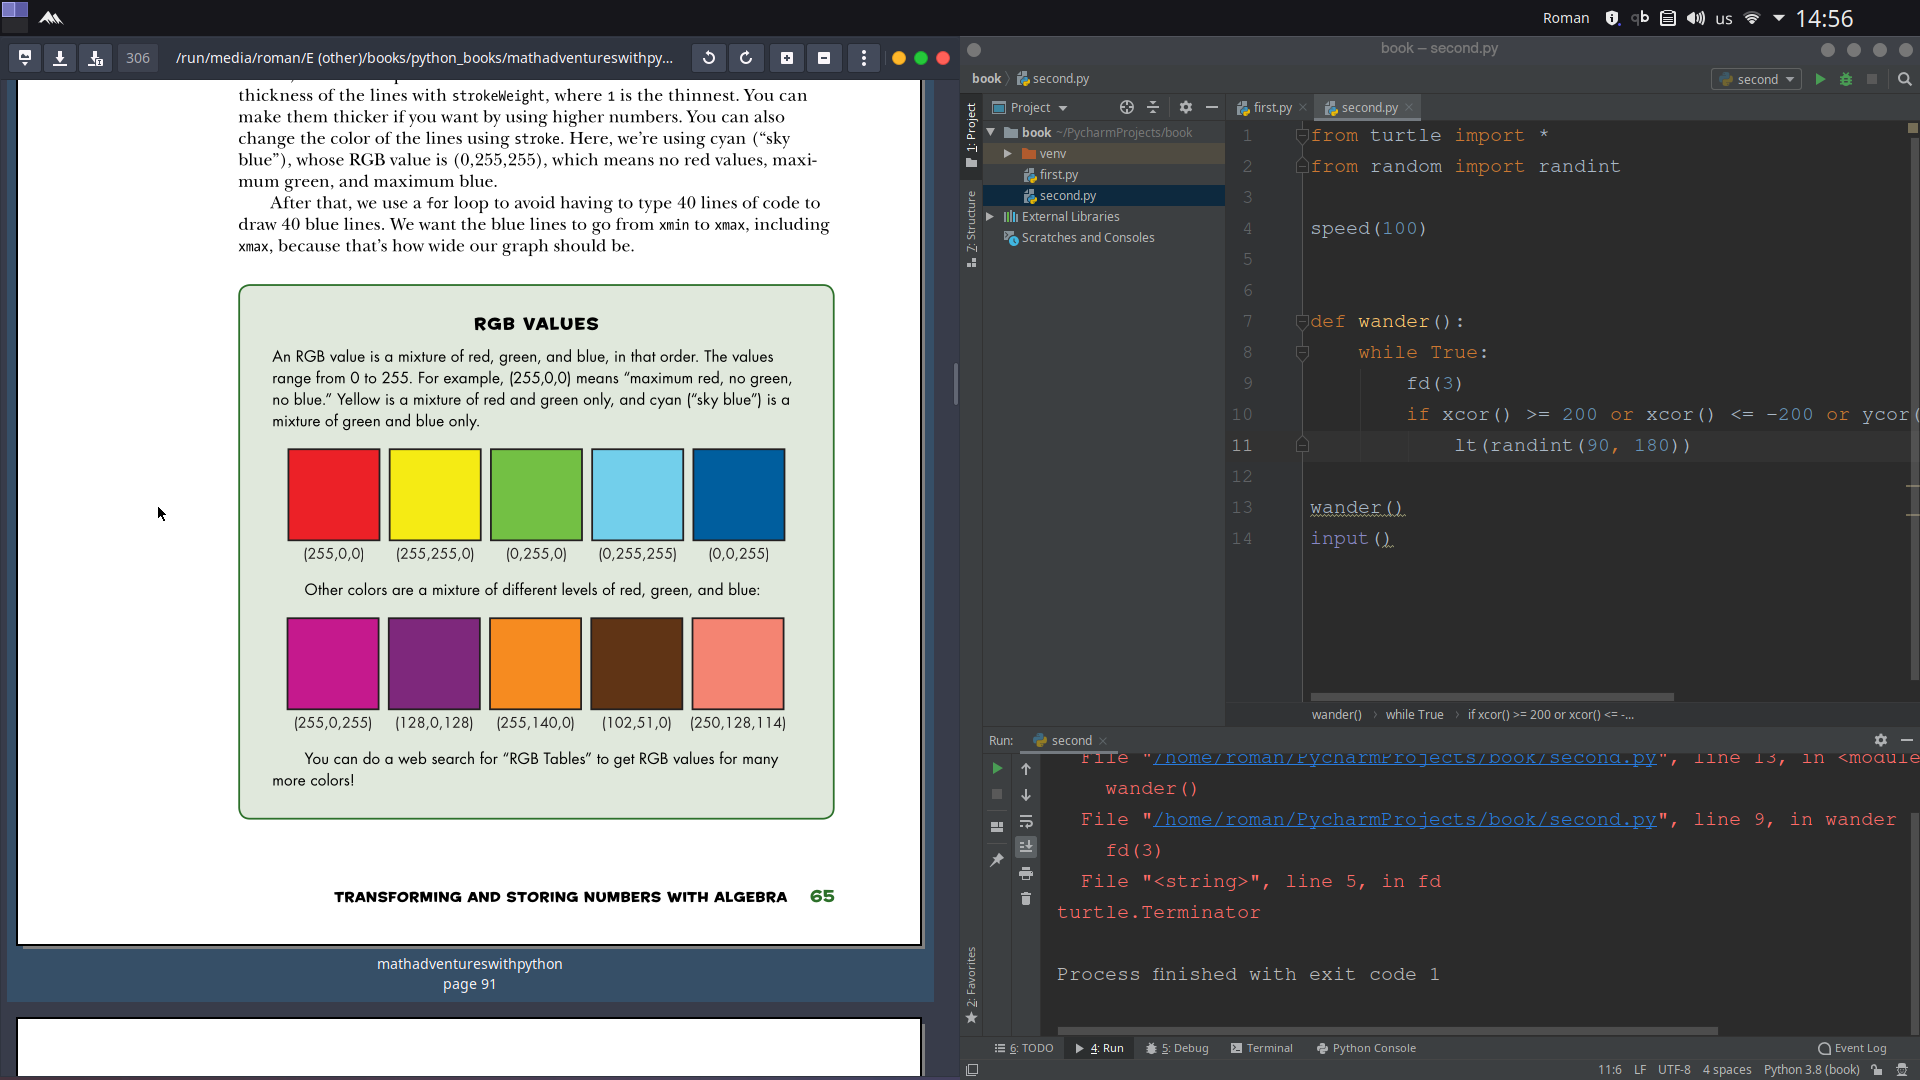 Roman
qb
us
14:56
306
/run/media/roman/E (other)/books/python_books/mathadventureswithpy...
thickness of the lines with strokeWeight, where 1 is the thinnest. You can
make them thicker if you want by using higher numbers. You can also
change the color of the lines using stroke. Here, we're using cyan (“sky
blue”), whose RGB value is (0,255,255), which means no red values, maxi-
mum green, and maximum blue.
After that, we use a for loop to avoid having to type 40 lines of code to
draw 40 blue lines. We want the blue lines to go from xmin to xmax, including
xmax, because that's how wide our graph should be.
RGB VALUES
An RGB value is a mixture of red, green, and blue, in that order. The values
range from 0 to 255. For example, (255,0,0) means “maximum red, no green,
no blue.” Yellow is a mixture of red and green only, and cyan (“sky blue”) is a
mixture of green and blue only.
(255,0,0) (255,255,0) (0,255,0) (0,255,255) (0,0,255)
Other colors are a mixture of different levels of red, green, and blue:
(255,0,255) (128,0,128) (255,140,0) (102,51,0) (250,128,114)
You can do a web search for “RGB Tables” to get RGB values for many
more colors!
TRANSFORMING AND STORING NUMBERS WITH ALGEBRA 65
mathadventureswithpython
page 91
book – second.py
book second.py
second
1: Project
7: Structure
2: Favorites
Project
book ~/PycharmProjects/book
venv
first.py
second.py
External Libraries
Scratches and Consoles
first.py second.py
1 from turtle import *
2 from random import randint
3
4 speed(100)
5
6
7 def wander():
8 while True:
9 fd(3)
10 if xcor() >= 200 or xcor() <= -200 or ycor(
11 lt(randint(90, 180))
12
13 wander()
14 input()
wander() while True if xcor() >= 200 or xcor() <= -...
Run: second
File "/home/roman/PycharmProjects/book/second.py", line 13, in <module
wander()
File "/home/roman/PycharmProjects/book/second.py", line 9, in wander
fd(3)
File "<string>", line 5, in fd
turtle.Terminator
Process finished with exit code 1
6: TODO 4: Run 5: Debug Terminal Python Console Event Log
11:6 LF UTF-8 4 spaces Python 3.8 (book)